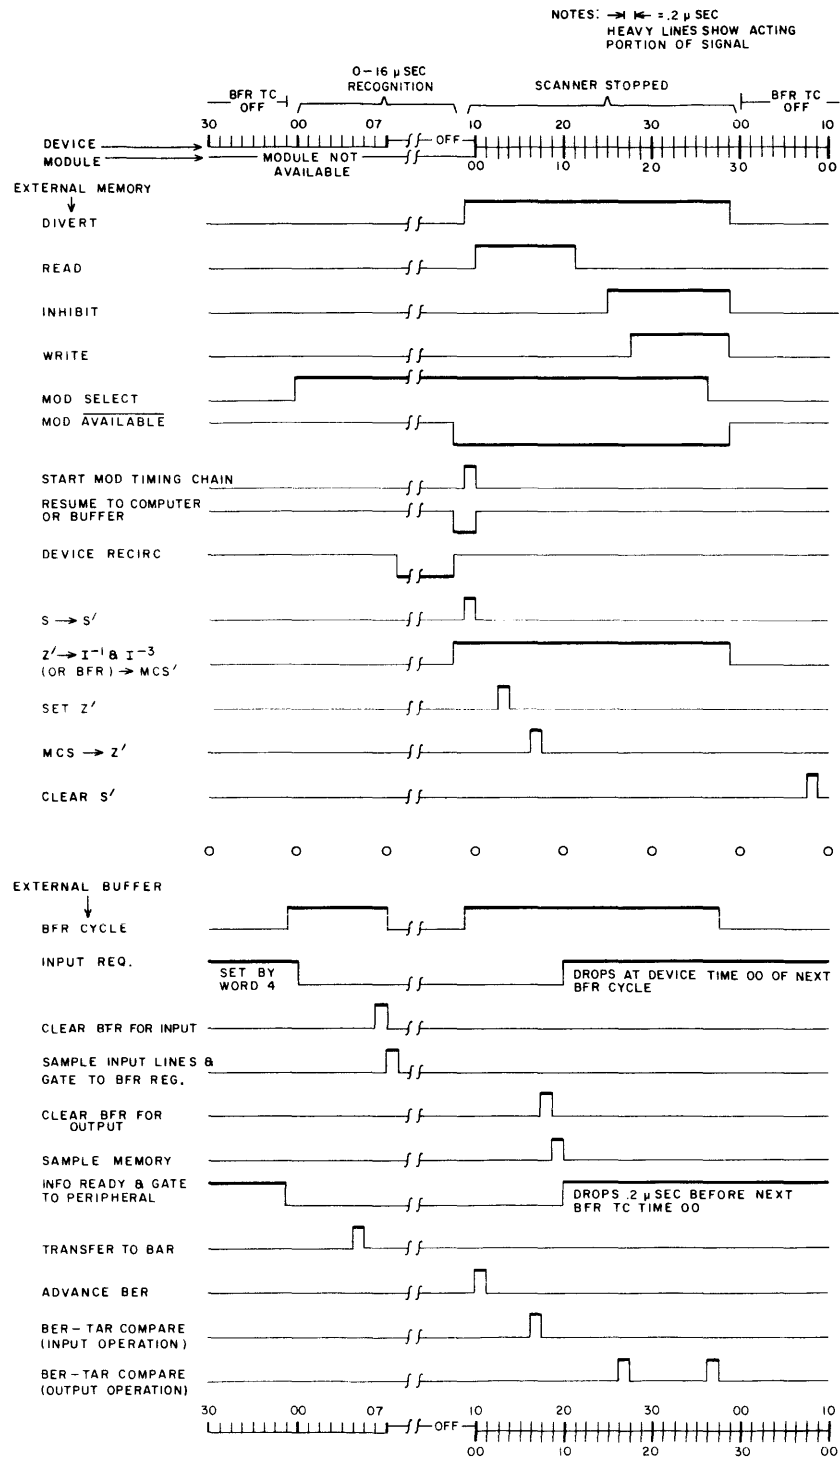 NOTES: →| |← = .2 µ SEC
HEAVY LINES SHOW ACTING
PORTION OF SIGNAL
0–16 µ SEC
RECOGNITION
SCANNER STOPPED
BFR TC
OFF
BFR TC
OFF
30 00 07 10 20 30 00 10
DEVICE
OFF
MODULE
MODULE NOT
AVAILABLE
00 10 20 30 00
EXTERNAL MEMORY
DIVERT
READ
INHIBIT
WRITE
MOD SELECT
MOD AVAILABLE
START MOD TIMING CHAIN
RESUME TO COMPUTER
OR BUFFER
DEVICE RECIRC
S → S′
Z′ → I⁻¹ & I⁻³
(OR BFR) → MCS′
SET Z′
MCS → Z′
CLEAR S′
O O O O O O O O
EXTERNAL BUFFER
BFR CYCLE
INPUT REQ.
SET BY
WORD 4
DROPS AT DEVICE TIME 00 OF NEXT
BFR CYCLE
CLEAR BFR FOR INPUT
SAMPLE INPUT LINES &
GATE TO BFR REG.
CLEAR BFR FOR
OUTPUT
SAMPLE MEMORY
INFO READY & GATE
TO PERIPHERAL
DROPS .2 µ SEC BEFORE NEXT
BFR TC TIME 00
TRANSFER TO BAR
ADVANCE BER
BER – TAR COMPARE
(INPUT OPERATION)
BER – TAR COMPARE
(OUTPUT OPERATION)
30 00 07 10 20 30 00 10
OFF
00 10 20 30 00